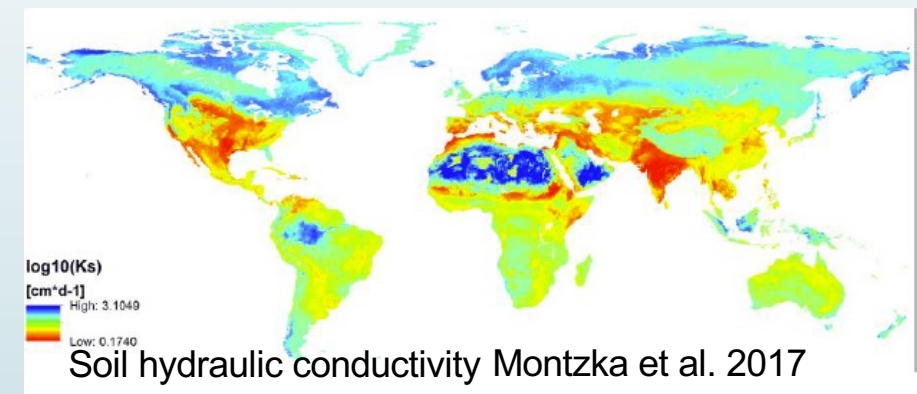 log10(Ks)
[cm*d-1]
High: 3.1049
Low: 0.1740
Soil hydraulic conductivity Montzka et al. 2017